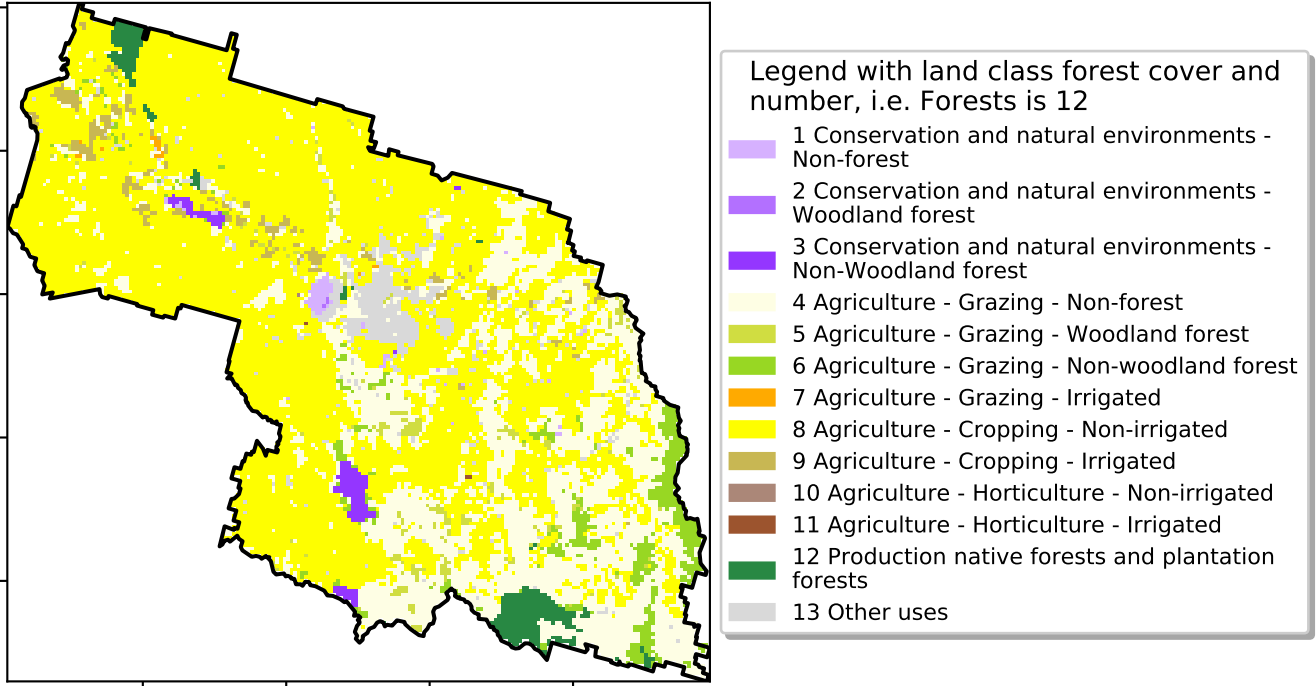 Legend with land class forest cover and
number, i.e. Forests is 12
1 Conservation and natural environments -
Non-forest
2 Conservation and natural environments -
Woodland forest
3 Conservation and natural environments -
Non-Woodland forest
4 Agriculture - Grazing - Non-forest
5 Agriculture - Grazing - Woodland forest
6 Agriculture - Grazing - Non-woodland forest
7 Agriculture - Grazing - Irrigated
8 Agriculture - Cropping - Non-irrigated
9 Agriculture - Cropping - Irrigated
10 Agriculture - Horticulture - Non-irrigated
11 Agriculture - Horticulture - Irrigated
12 Production native forests and plantation
forests
13 Other uses